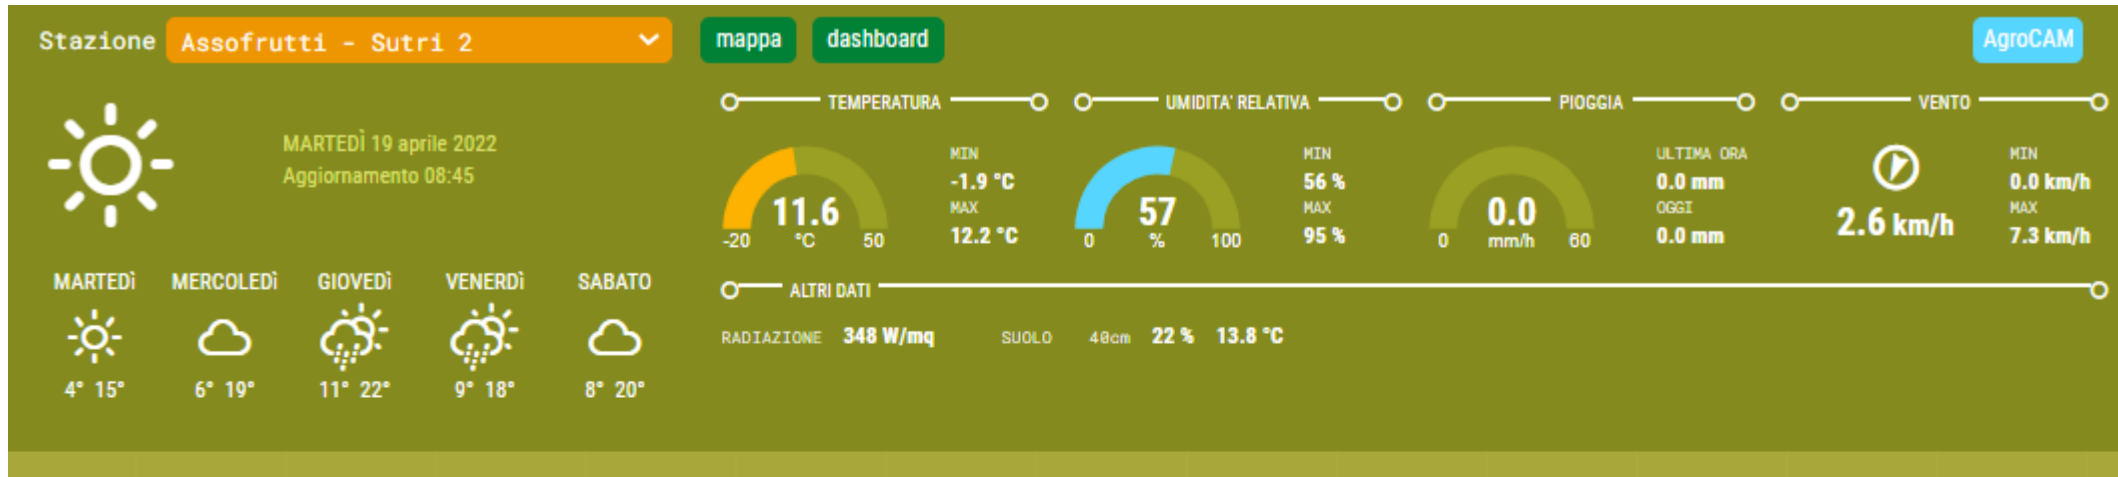 Stazione Assofrutti - Sutri 2 mappa dashboard AgroCAM
MARTEDÌ 19 aprile 2022
Aggiornamento 08:45
MARTEDì MERCOLEDì GIOVEDì VENERDì SABATO
4° 15° 6° 19° 11° 22° 9° 18° 8° 20°
TEMPERATURA
11.6
°C
-20 50
MIN
-1.9 °C
MAX
12.2 °C
UMIDITA' RELATIVA
57
%
0 100
MIN
56 %
MAX
95 %
PIOGGIA
0.0
mm/h
0 60
ULTIMA ORA
0.0 mm
OGGI
0.0 mm
VENTO
2.6 km/h
MIN
0.0 km/h
MAX
7.3 km/h
ALTRI DATI
RADIAZIONE 348 W/mq SUOLO 40cm 22 % 13.8 °C